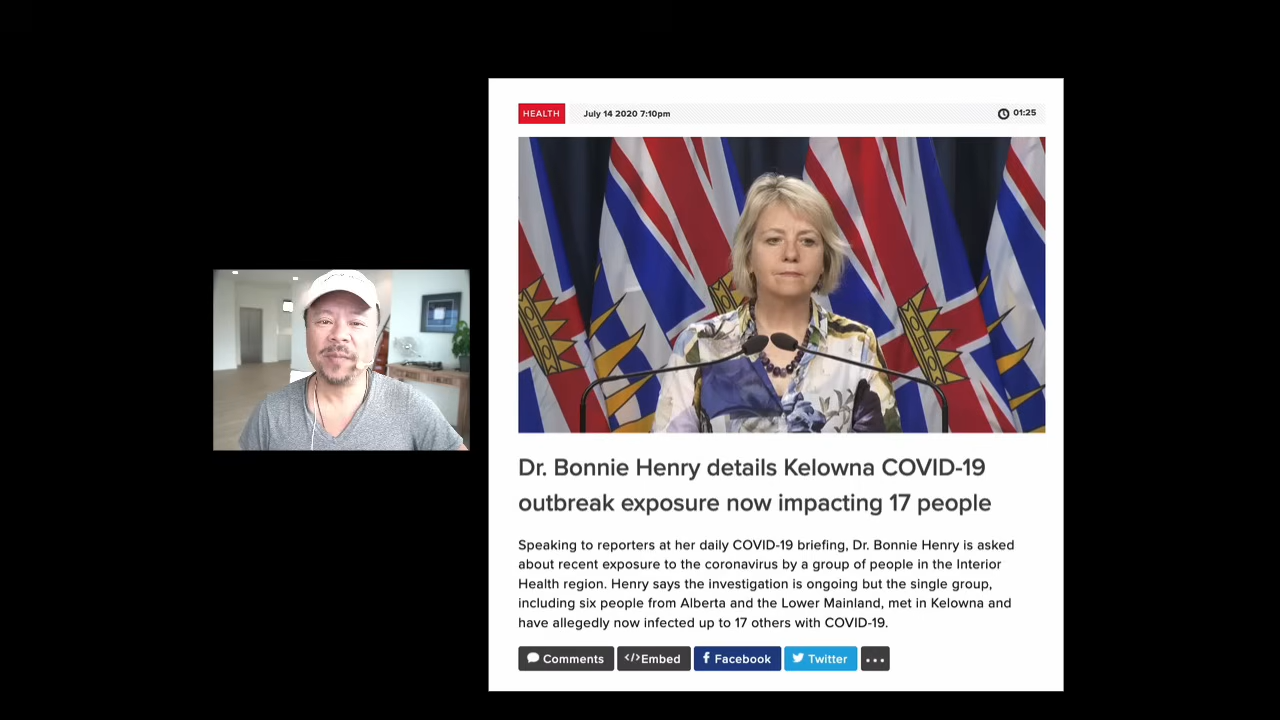 HEALTH July 14 2020 7:10pm 01:25
Dr. Bonnie Henry details Kelowna COVID-19
outbreak exposure now impacting 17 people
Speaking to reporters at her daily COVID-19 briefing, Dr. Bonnie Henry is asked
about recent exposure to the coronavirus by a group of people in the Interior
Health region. Henry says the investigation is ongoing but the single group,
including six people from Alberta and the Lower Mainland, met in Kelowna and
have allegedly now infected up to 17 others with COVID-19.
Comments </>Embed Facebook Twitter ...